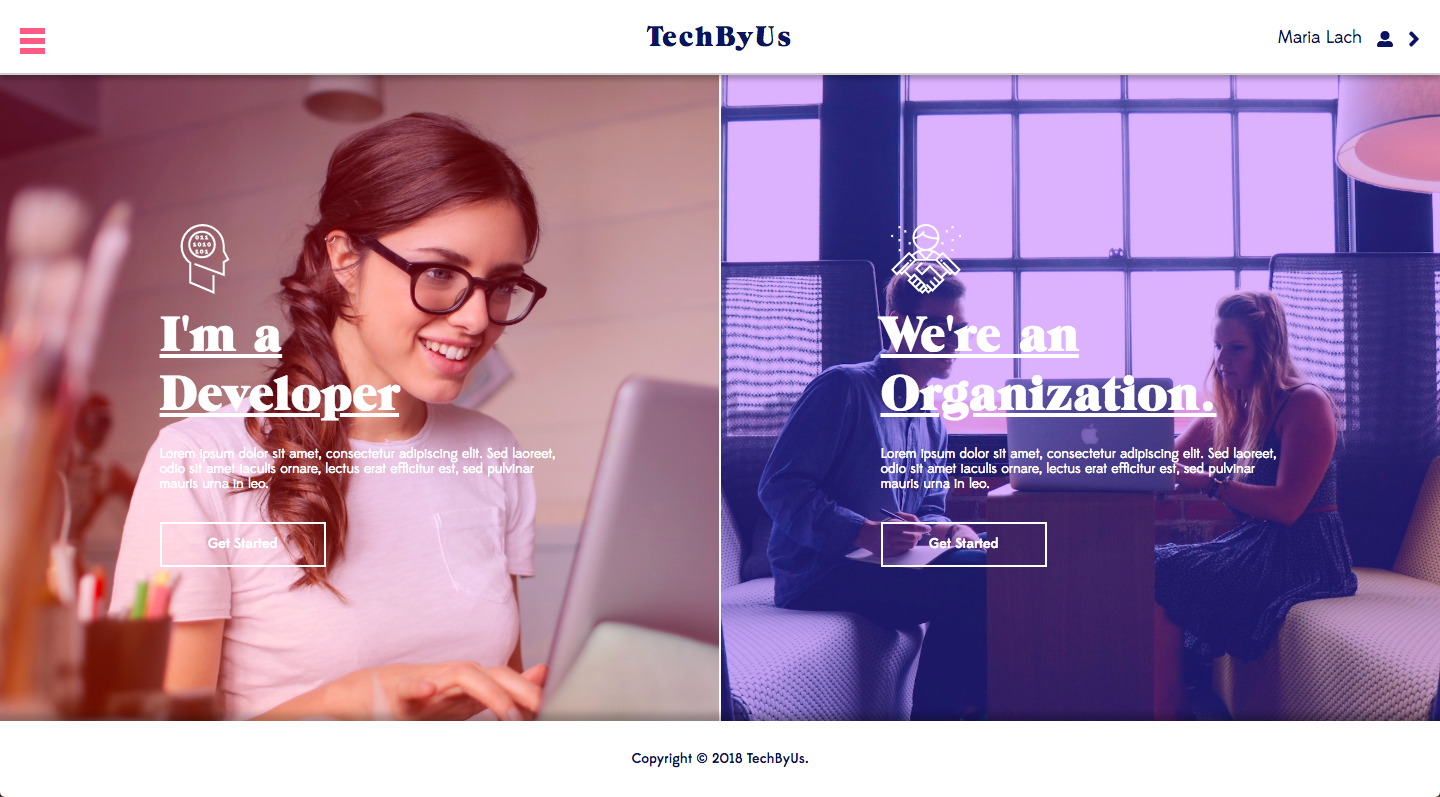 TechByUs
Maria Lach
011
1010
101
I'm a
Developer
Lorem ipsum dolor sit amet, consectetur adipiscing elit. Sed laoreet,
odio sit amet iaculis ornare, lectus erat efficitur est, sed pulvinar
mauris urna in leo.
Get Started
We're an
Organization.
Lorem ipsum dolor sit amet, consectetur adipiscing elit. Sed laoreet,
odio sit amet iaculis ornare, lectus erat efficitur est, sed pulvinar
mauris urna in leo.
Get Started
Copyright © 2018 TechByUs.